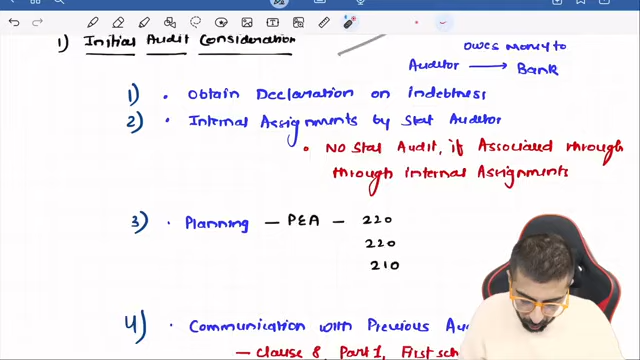 1) Initial Audit Consideration
owes money to
Auditor → Bank
1) • Obtain Declaration on indebtness
2) • Internal Assignments by Stat Auditor
• No Stat Audit, if Associated through
through Internal Assignments
3) • Planning — PEA — 220
220
210
4) • Communication with Previous
— Clause 8, Part 1, First